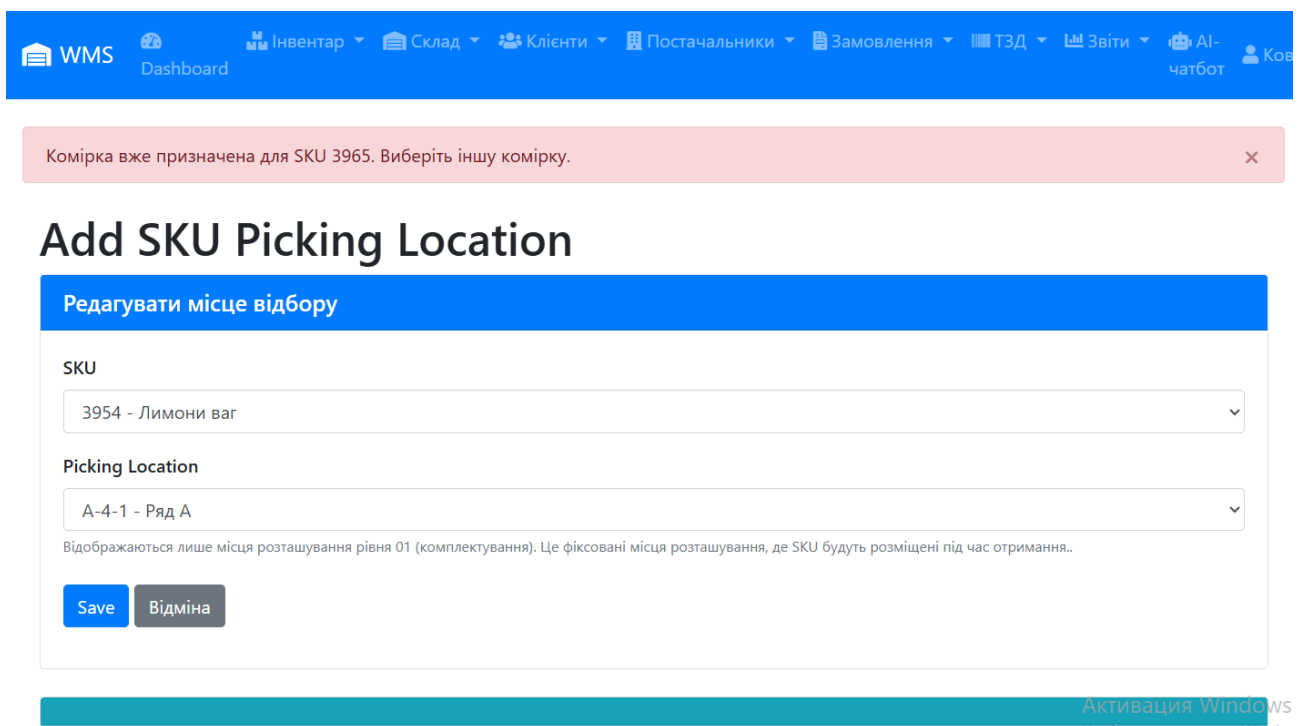 WMS
Dashboard
Інвентар
Склад
Клієнти
Постачальники
Замовлення
ТЗД
Звіти
AI-
чатбот
Ков
Комірка вже призначена для SKU 3965. Виберіть іншу комірку.
×
Add SKU Picking Location
Редагувати місце відбору
SKU
3954 - Лимони ваг
Picking Location
A-4-1 - Ряд А
Відображаються лише місця розташування рівня 01 (комплектування). Це фіксовані місця розташування, де SKU будуть розміщені під час отримання..
Save Відміна
Активация Windows